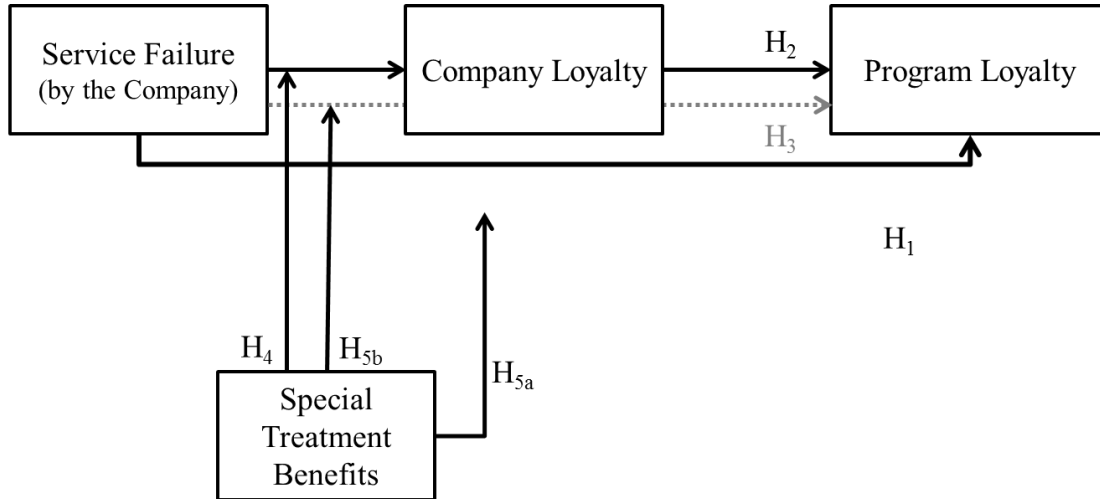 Service Failure
(by the Company)
Company Loyalty
H₂
Program Loyalty
H₃
H₁
H₄
H₅b
H₅a
Special
Treatment
Benefits